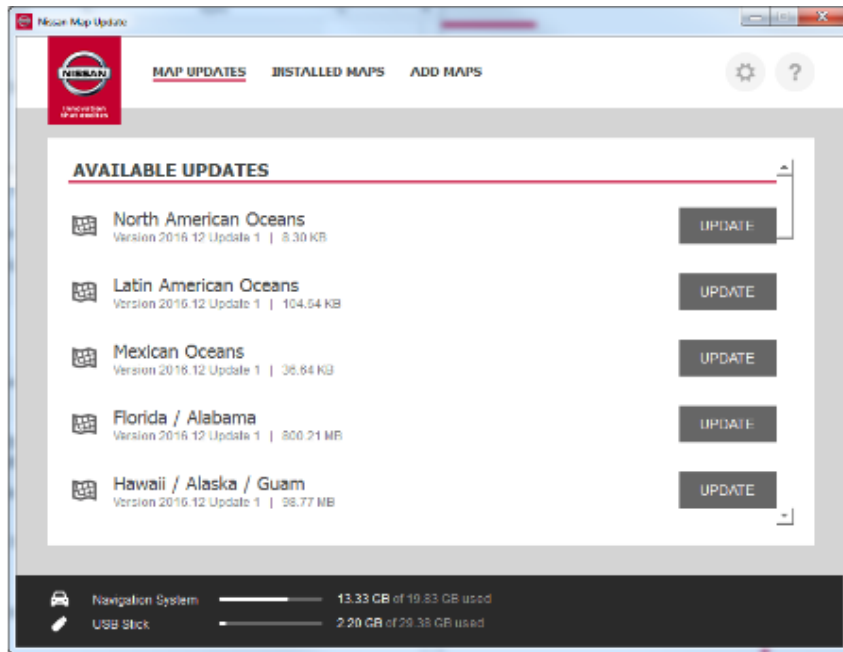 Nissan Map Update
NISSAN
Innovation
that excites
MAP UPDATES INSTALLED MAPS ADD MAPS
?
AVAILABLE UPDATES
North American Oceans
Version 2016.12 Update 1 | 8.30 KB
UPDATE
Latin American Oceans
Version 2016.12 Update 1 | 104.54 KB
UPDATE
Mexican Oceans
Version 2016.12 Update 1 | 36.64 KB
UPDATE
Florida / Alabama
Version 2016.12 Update 1 | 800.21 MB
UPDATE
Hawaii / Alaska / Guam
Version 2016.12 Update 1 | 98.77 MB
UPDATE
Navigation System 13.33 GB of 19.83 GB used
USB Stick 2.20 GB of 29.38 GB used